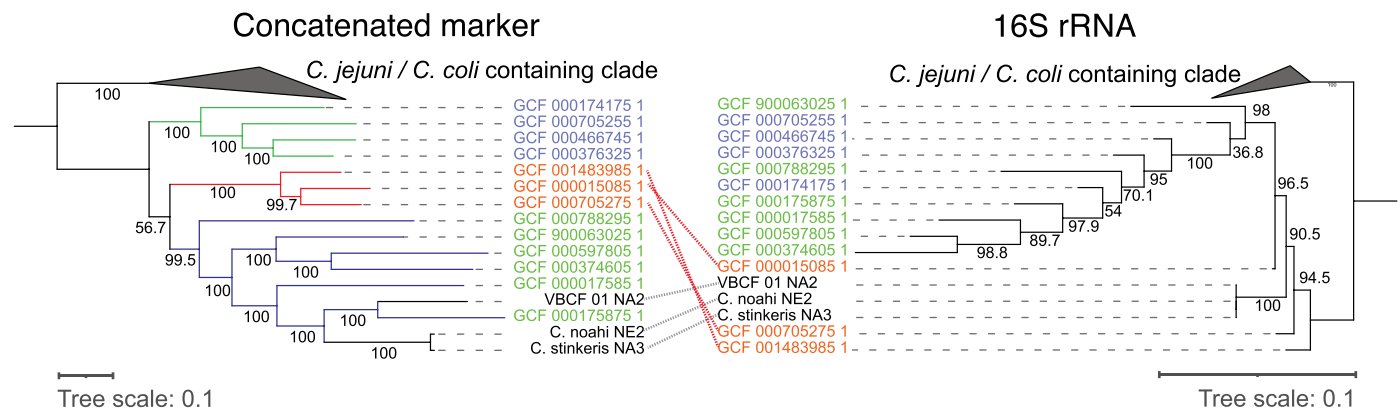 Concatenated marker
C. jejuni / C. coli containing clade
100
GCF 000174175 1
GCF 000705255 1
GCF 000466745 1
GCF 000376325 1
GCF 001483985 1
GCF 000015085 1
GCF 000705275 1
GCF 000788295 1
GCF 900063025 1
GCF 000597805 1
GCF 000374605 1
GCF 000017585 1
VBCF 01 NA2
GCF 000175875 1
C. noahi NE2
C. stinkeris NA3
100
100
100
100
99.7
56.7
99.5
100
100
100
100
100
100
100
Tree scale: 0.1
16S rRNA
C. jejuni / C. coli containing clade
100
GCF 900063025 1
GCF 000705255 1
GCF 000466745 1
GCF 000376325 1
GCF 000788295 1
GCF 000174175 1
GCF 000175875 1
GCF 000017585 1
GCF 000597805 1
GCF 000374605 1
GCF 000015085 1
VBCF 01 NA2
C. noahi NE2
C. stinkeris NA3
GCF 000705275 1
GCF 001483985 1
98
36.8
100
95
70.1
54
97.9
89.7
98.8
96.5
90.5
94.5
100
Tree scale: 0.1